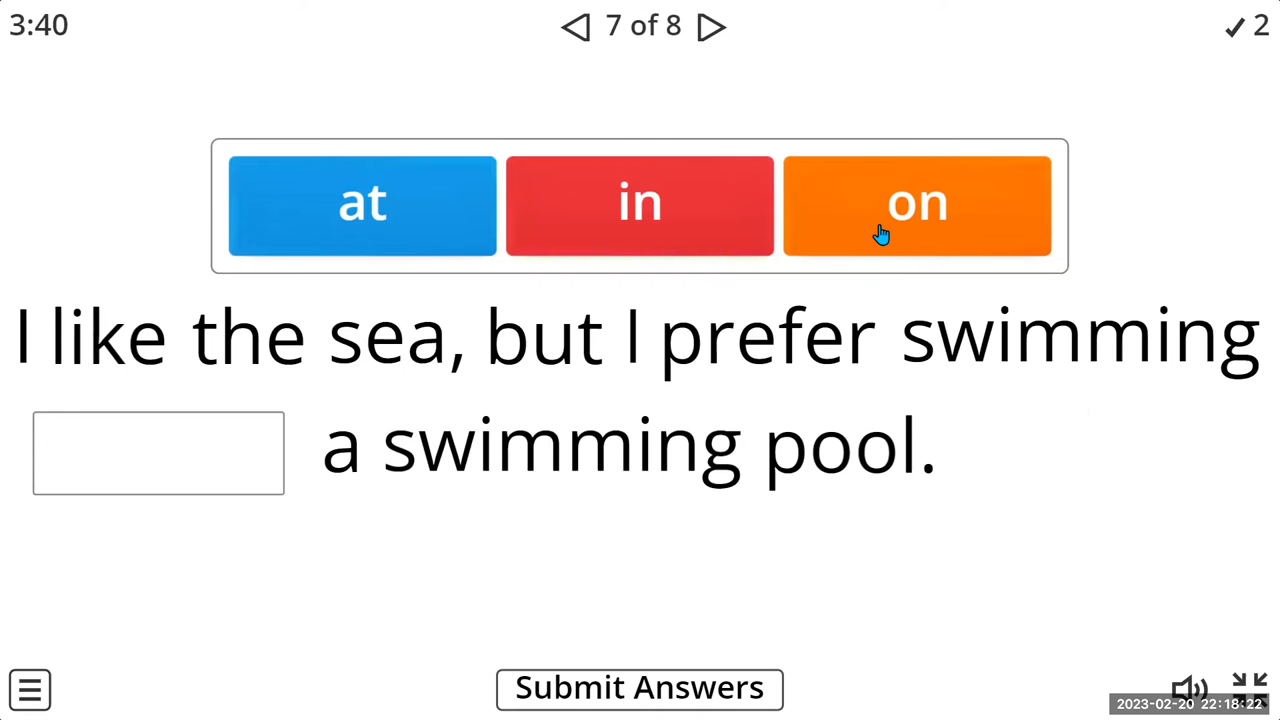 3:40
7 of 8
2
at
in
on
I like the sea, but I prefer swimming
a swimming pool.
Submit Answers
2023-02-20 22:18:22